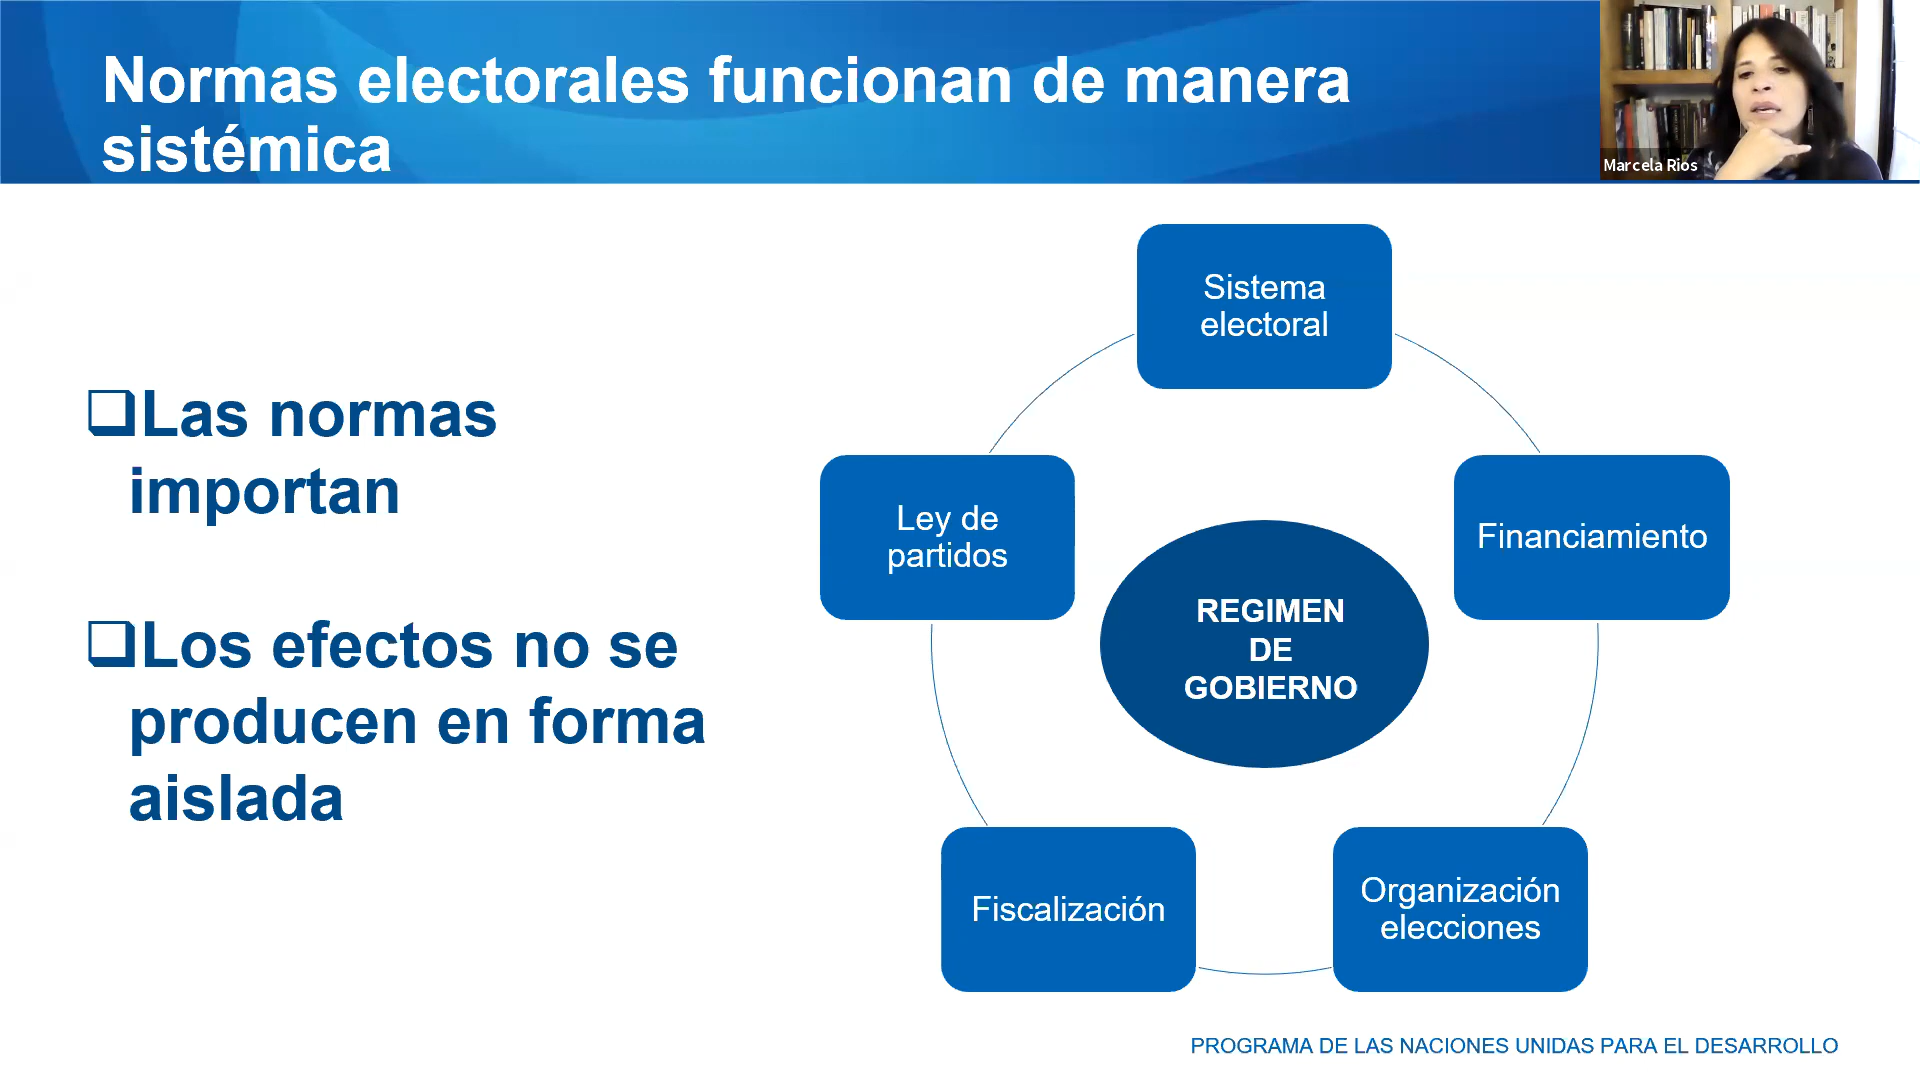 Normas electorales funcionan de manera
sistémica
Marcela Rios
❑Las normas
importan
❑Los efectos no se
producen en forma
aislada
Sistema
electoral
Ley de
partidos
Financiamiento
REGIMEN
DE
GOBIERNO
Fiscalización
Organización
elecciones
PROGRAMA DE LAS NACIONES UNIDAS PARA EL DESARROLLO